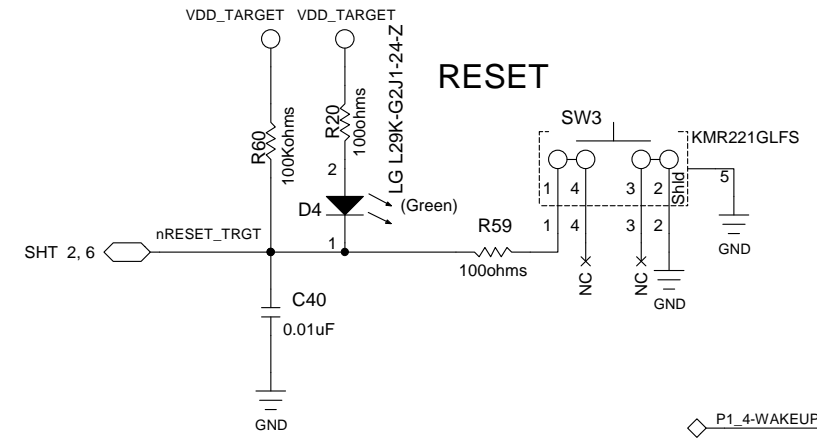 VDD_TARGET VDD_TARGET
LG L29K-G2J1-24-Z
RESET
R60
100Kohms
R20
100ohms
SW3
KMR221GLFS
2
D4
(Green)
1
1 4 3 2
Shld
5
1 4 3 2
GND
R59
100ohms
nRESET_TRGT
SHT 2, 6
NC
NC
GND
C40
0.01uF
GND
P1_4-WAKEUP